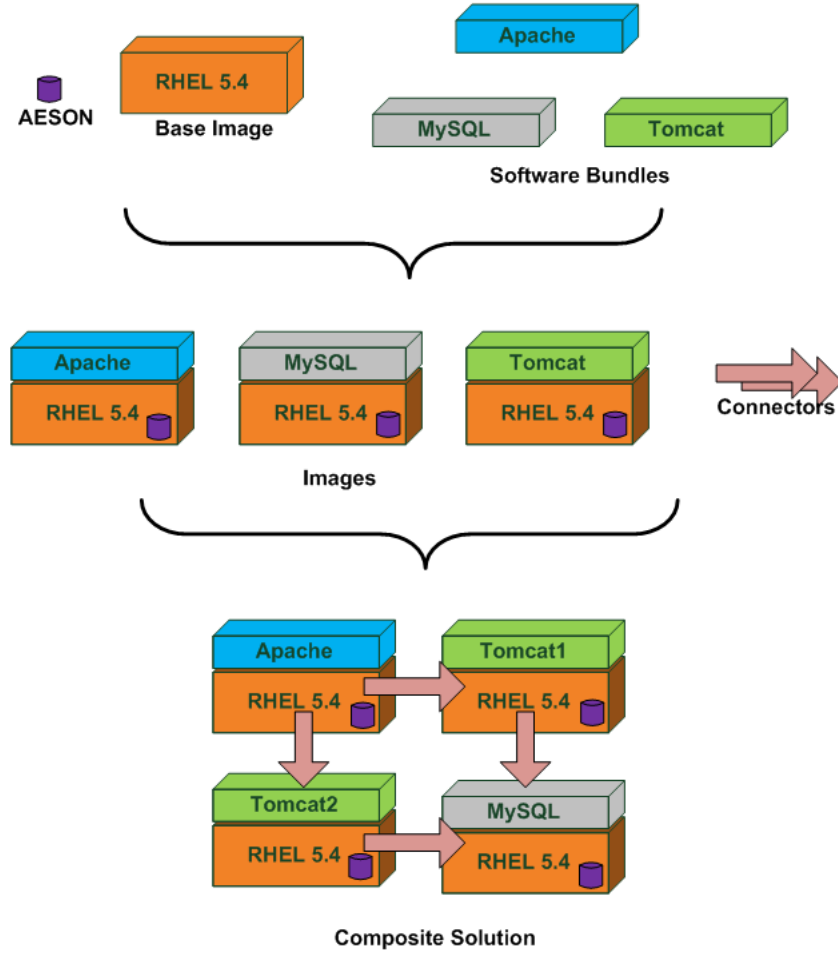 Apache
RHEL 5.4
AESON
Base Image
MySQL
Tomcat
Software Bundles
Apache
MySQL
Tomcat
RHEL 5.4
RHEL 5.4
RHEL 5.4
Connectors
Images
Apache
Tomcat1
RHEL 5.4
RHEL 5.4
Tomcat2
MySQL
RHEL 5.4
RHEL 5.4
Composite Solution